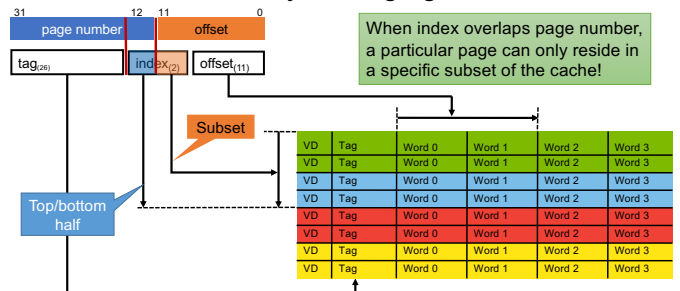 31 12 11 0
page number offset
tag(26) index(2) offset(11)
When index overlaps page number,
a particular page can only reside in
a specific subset of the cache!
Subset
Top/bottom
half
VD Tag Word 0 Word 1 Word 2 Word 3
VD Tag Word 0 Word 1 Word 2 Word 3
VD Tag Word 0 Word 1 Word 2 Word 3
VD Tag Word 0 Word 1 Word 2 Word 3
VD Tag Word 0 Word 1 Word 2 Word 3
VD Tag Word 0 Word 1 Word 2 Word 3
VD Tag Word 0 Word 1 Word 2 Word 3
VD Tag Word 0 Word 1 Word 2 Word 3